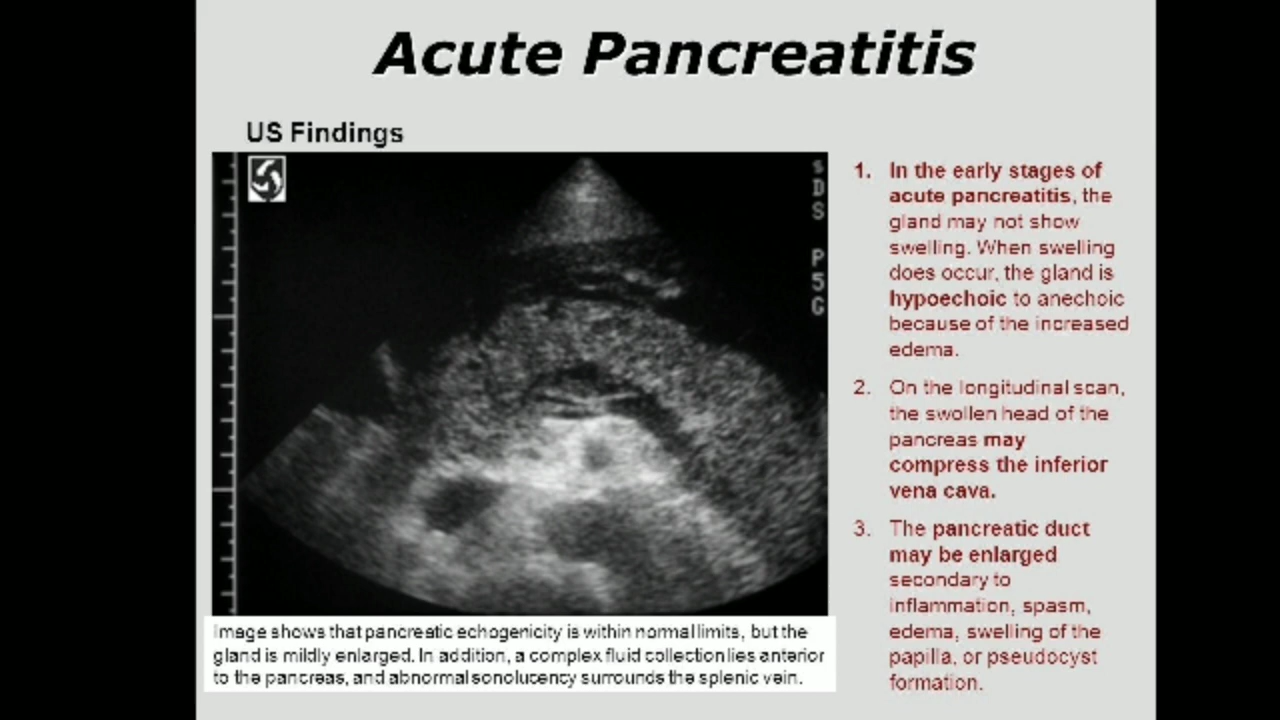 Acute Pancreatitis
US Findings
S
D
S
P
5
G
Image shows that pancreatic echogenicity is within normal limits, but the
gland is mildly enlarged. In addition, a complex fluid collection lies anterior
to the pancreas, and abnormal sonolucency surrounds the splenic vein.
1. In the early stages of
acute pancreatitis, the
gland may not show
swelling. When swelling
does occur, the gland is
hypoechoic to anechoic
because of the increased
edema.
2. On the longitudinal scan,
the swollen head of the
pancreas may
compress the inferior
vena cava.
3. The pancreatic duct
may be enlarged
secondary to
inflammation, spasm,
edema, swelling of the
papilla, or pseudocyst
formation.